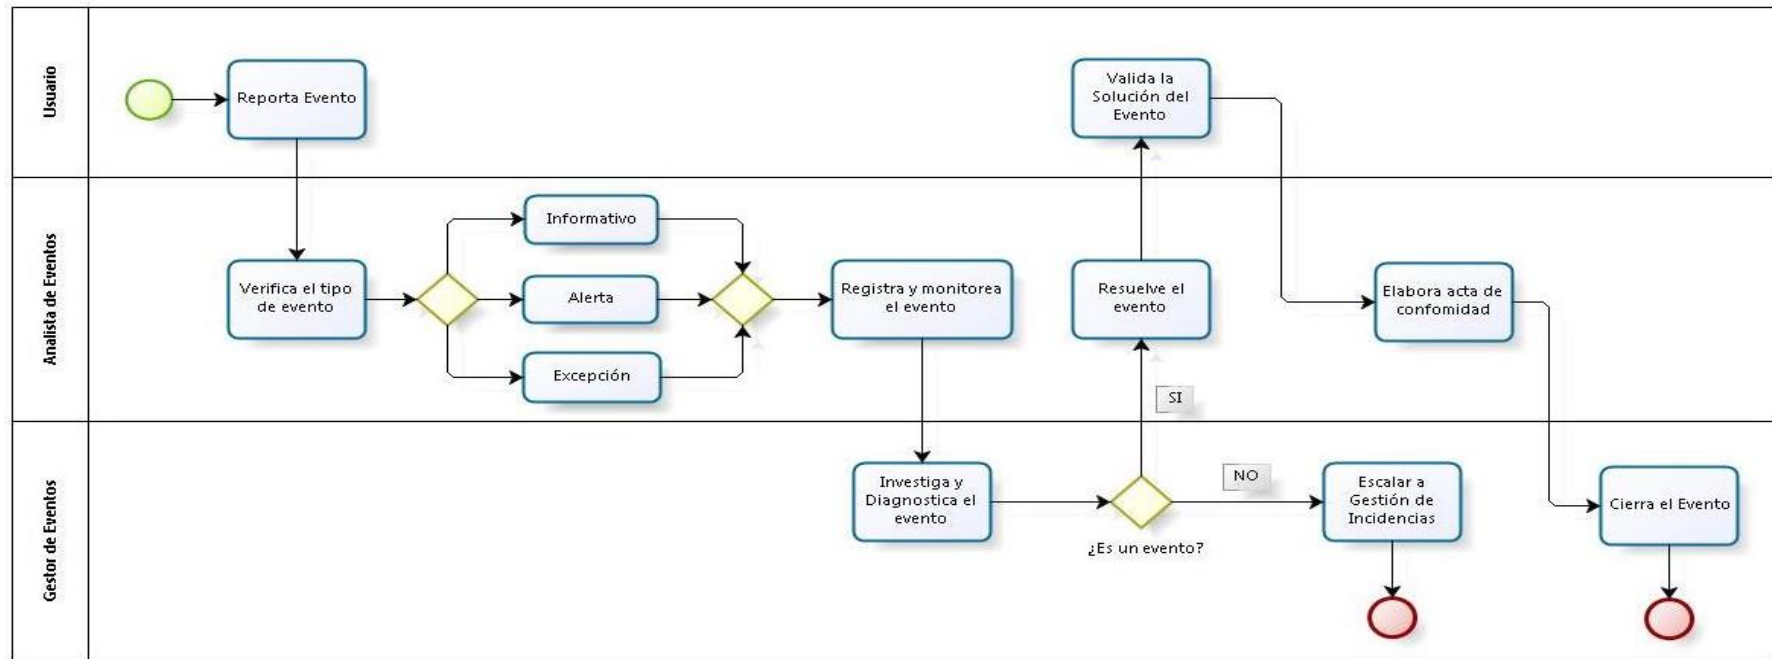 Usuario
Reporta Evento
Valida la
Solución del
Evento
Analista de Eventos
Verifica el tipo
de evento
Informativo
Alerta
Excepción
Registra y monitorea
el evento
Resuelve el
evento
Elabora acta de
confomidad
SI
Gestor de Eventos
Investiga y
Diagnostica el
evento
¿Es un evento?
NO
Escalar a
Gestión de
Incidencias
Cierra el Evento